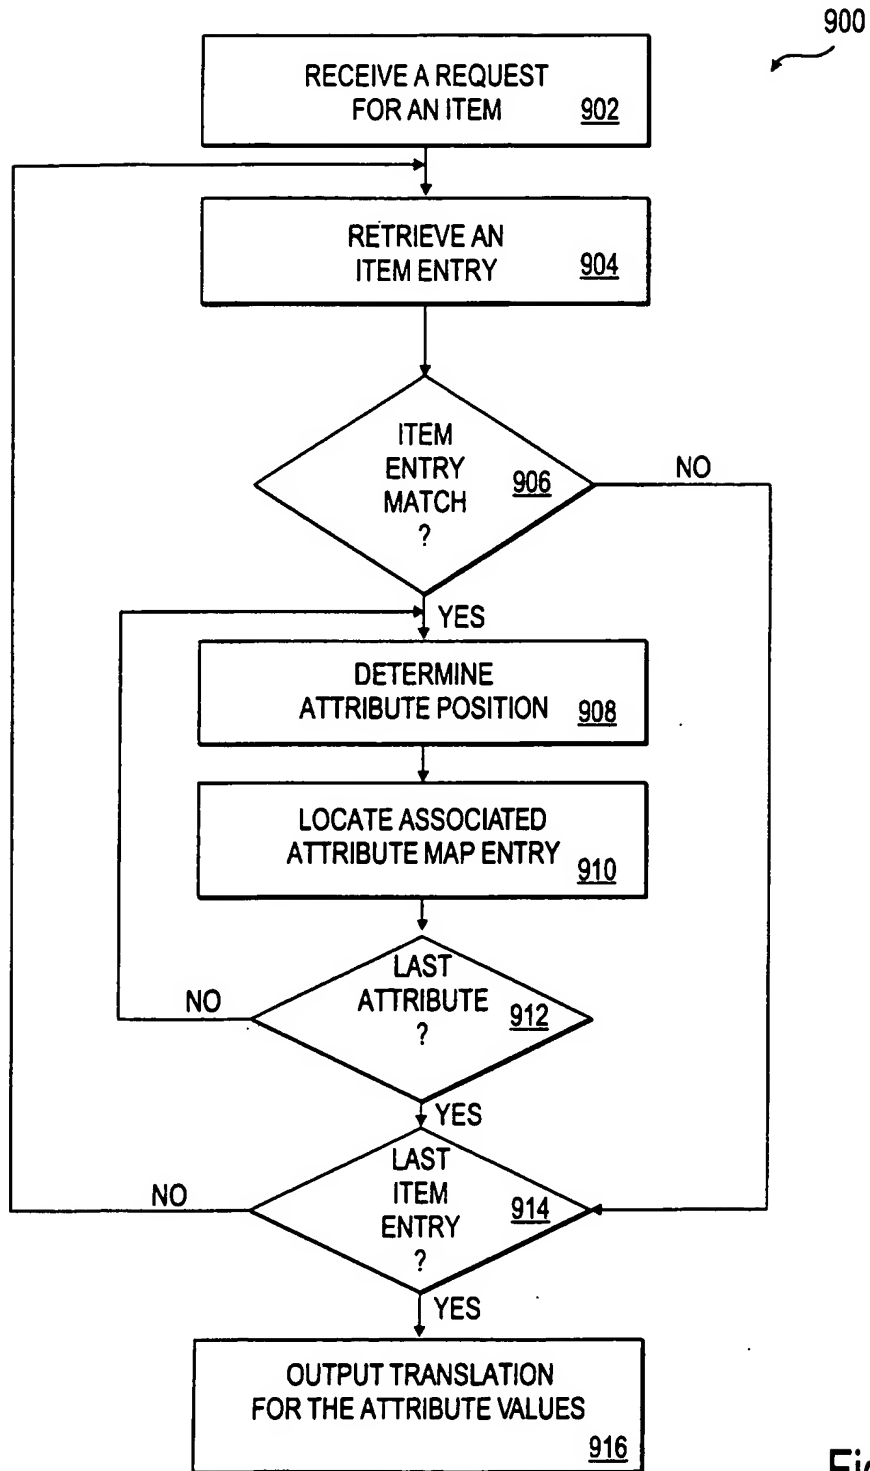 900
RECEIVE A REQUEST
FOR AN ITEM 902
RETRIEVE AN
ITEM ENTRY 904
ITEM
ENTRY
MATCH
?
906
NO
YES
DETERMINE
ATTRIBUTE POSITION 908
LOCATE ASSOCIATED
ATTRIBUTE MAP ENTRY
910
LAST
ATTRIBUTE
?
912
NO
YES
LAST
ITEM
ENTRY
?
914
NO
YES
OUTPUT TRANSLATION
FOR THE ATTRIBUTE VALUES
916